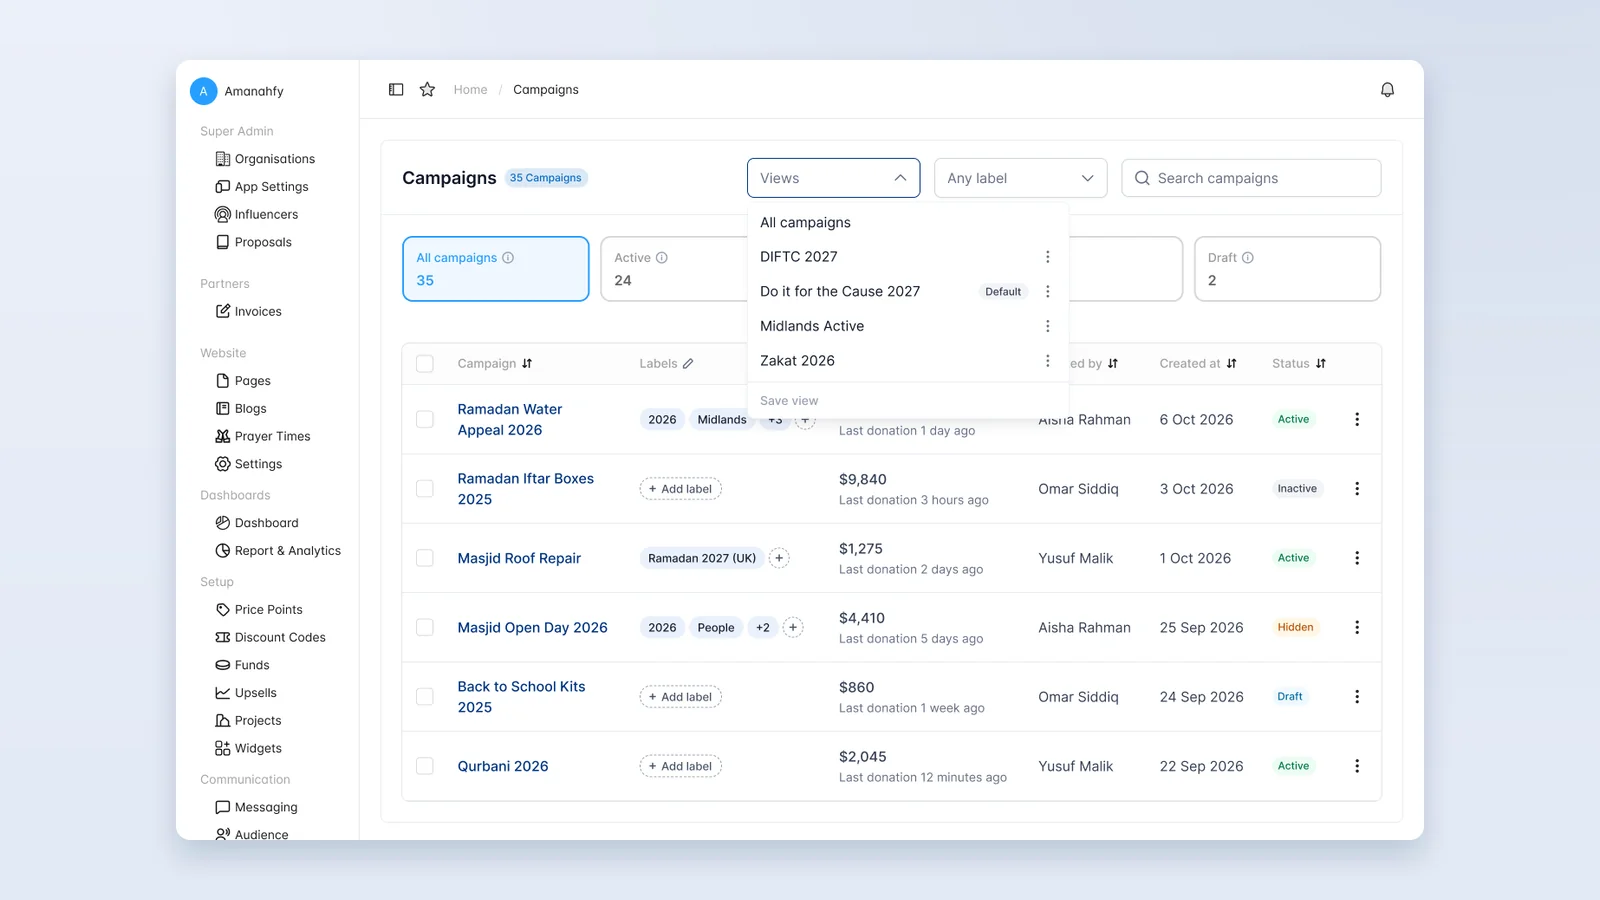 A Amanahfy
Super Admin
Organisations
App Settings
Influencers
Proposals
Partners
Invoices
Website
Pages
Blogs
Prayer Times
Settings
Dashboards
Dashboard
Report & Analytics
Setup
Price Points
Discount Codes
Funds
Upsells
Projects
Widgets
Communication
Messaging
Audience
Home / Campaigns
Campaigns 35 Campaigns
Views
Any label
Search campaigns
All campaigns
DIFTC 2027
Do it for the Cause 2027 Default
Midlands Active
Zakat 2026
Save view
All campaigns
35
Active
24
Draft
2
Campaign Labels ed by Created at Status
Ramadan Water
Appeal 2026
2026 Midlands +3 +
Last donation 1 day ago
Aisha Rahman
6 Oct 2026
Active
Ramadan Iftar Boxes
2025
+ Add label
$9,840
Last donation 3 hours ago
Omar Siddiq
3 Oct 2026
Inactive
Masjid Roof Repair
Ramadan 2027 (UK) +
$1,275
Last donation 2 days ago
Yusuf Malik
1 Oct 2026
Active
Masjid Open Day 2026
2026 People +2 +
$4,410
Last donation 5 days ago
Aisha Rahman
25 Sep 2026
Hidden
Back to School Kits
2025
+ Add label
$860
Last donation 1 week ago
Omar Siddiq
24 Sep 2026
Draft
Qurbani 2026
+ Add label
$2,045
Last donation 12 minutes ago
Yusuf Malik
22 Sep 2026
Active